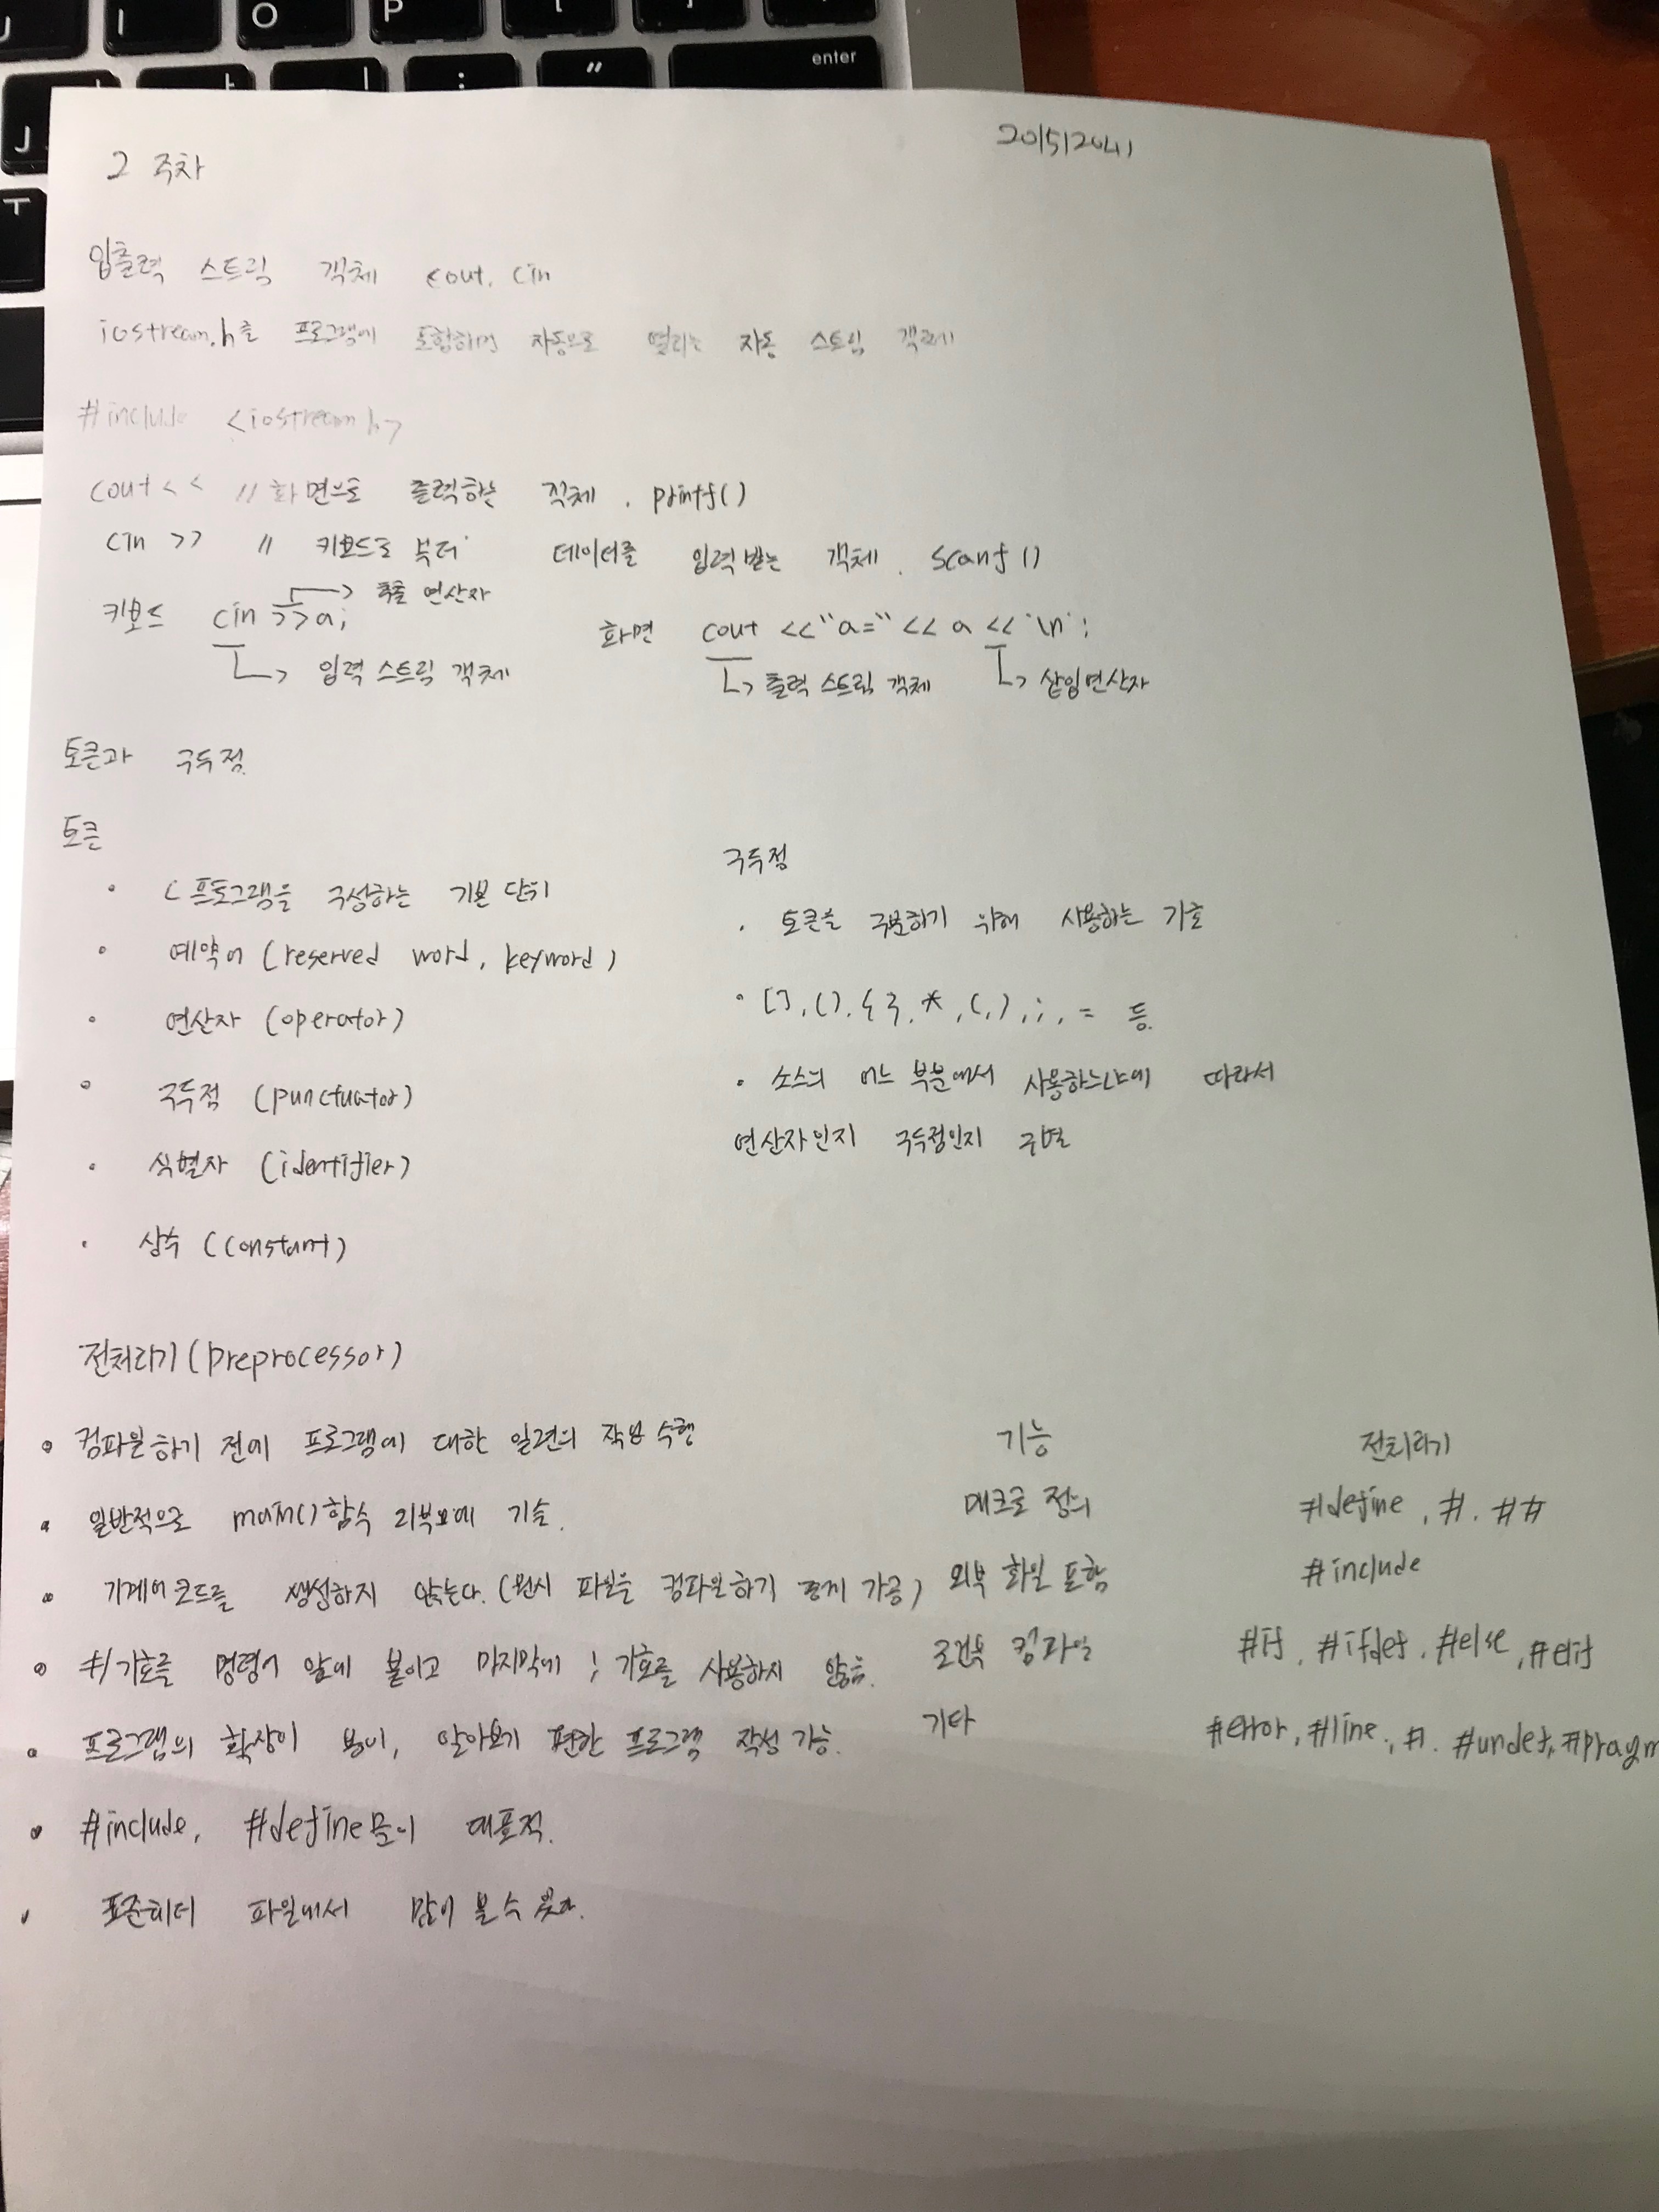 I
O
P
enter
J
ㅜ
2 주차
201512041
입출력 스트림 객체 cout, cin
iostream.h를 프로그램에 포함하면 자동으로 열리는 자동 스트림 객체
#include <iostream.h>
cout << // 화면으로 출력하는 객체. printf()
cin >> // 키보드로 부터 데이터를 입력받는 객체. scanf()
추출 연산자
키보드 cin >> a;
화면 cout << "a=" << a << '\n';
입력 스트림 객체
출력 스트림 객체
삽입연산자
토큰과 구두점
토큰
• C 프로그램을 구성하는 기본 단위
• 예약어 (reserved word, keyword)
• 연산자 (operator)
• 구두점 (punctuator)
• 식별자 (identifier)
• 상수 (constant)
구두점
• 토큰을 구분하기 위해 사용하는 기호
• [], (), { }, *, (,), ;, = 등
• 소스의 어느 부분에서 사용하느냐에 따라서
연산자인지 구두점인지 구별
전처리기 (preprocessor)
• 컴파일하기 전에 프로그램에 대한 일련의 작업 수행
• 일반적으로 main() 함수 외부에 기술.
• 기계어 코드를 생성하지 않는다. (원시 파일을 컴파일하기 좋게 가공)
• #기호를 명령어 앞에 붙이고 마지막에 ; 기호를 사용하지 않음.
• 프로그램의 확장이 용이, 알아보기 편한 프로그램 작성 가능.
• #include, #define문이 대표적.
• 표준헤더 파일에서 많이 볼 수 있다.
기능 전처리기
매크로 정의 #define, #, ##
외부 화일 포함 #include
조건부 컴파일 #if, #ifdef, #else, #elif
기타 #error, #line, #, #undef, #pragm